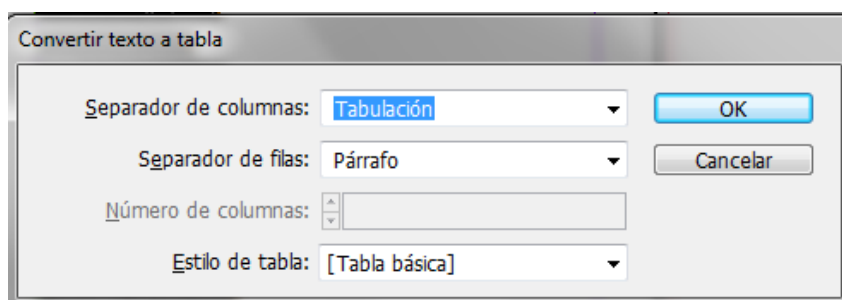 Convertir texto a tabla
Separador de columnas: Tabulación OK
Separador de filas: Párrafo Cancelar
Número de columnas:
Estilo de tabla: [Tabla básica]